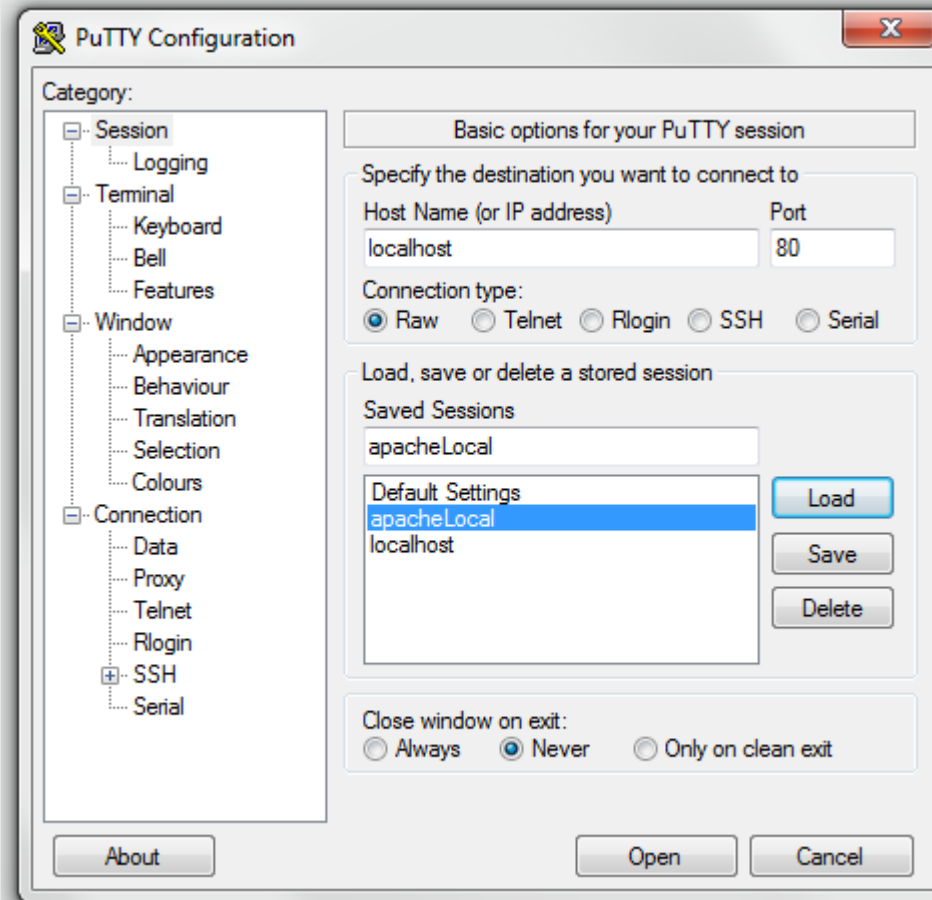 PuTTY Configuration
X
Category:
Session
Logging
Terminal
Keyboard
Bell
Features
Window
Appearance
Behaviour
Translation
Selection
Colours
Connection
Data
Proxy
Telnet
Rlogin
SSH
Serial
Basic options for your PuTTY session
Specify the destination you want to connect to
Host Name (or IP address) Port
localhost 80
Connection type:
Raw Telnet Rlogin SSH Serial
Load, save or delete a stored session
Saved Sessions
apacheLocal
Default Settings
apacheLocal
localhost
Load
Save
Delete
Close window on exit:
Always Never Only on clean exit
About Open Cancel